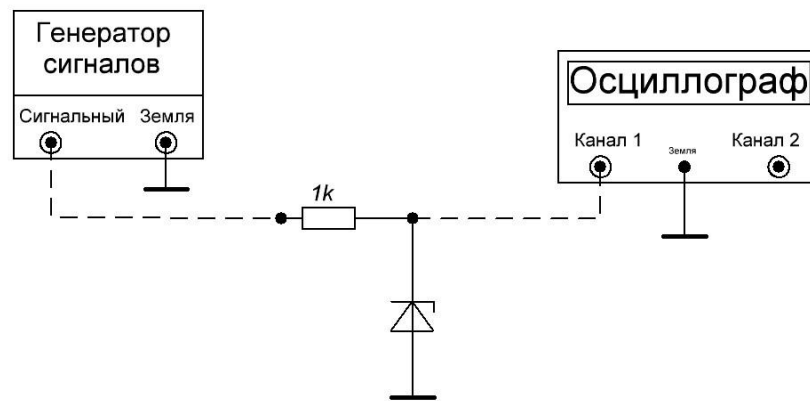 Генератор
сигналов
Сигнальный Земля
Осциллограф
Канал 1 Земля Канал 2
1k